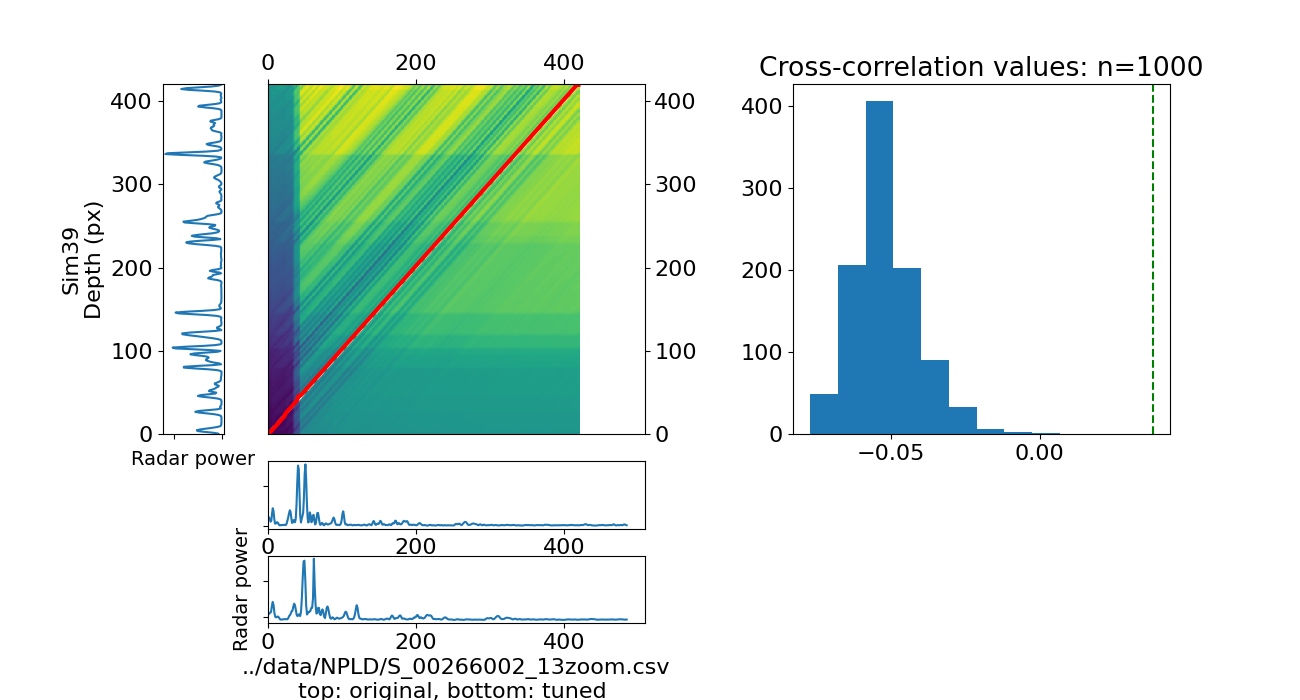 0 200 400
Cross-correlation values: n=1000
400
300
200
100
0
Sim39
Depth (px)
Radar power
400
300
200
100
0
400
300
200
100
0
−0.05 0.00
0 200 400
Radar power
0 200 400
../data/NPLD/S_00266002_13zoom.csv
top: original, bottom: tuned